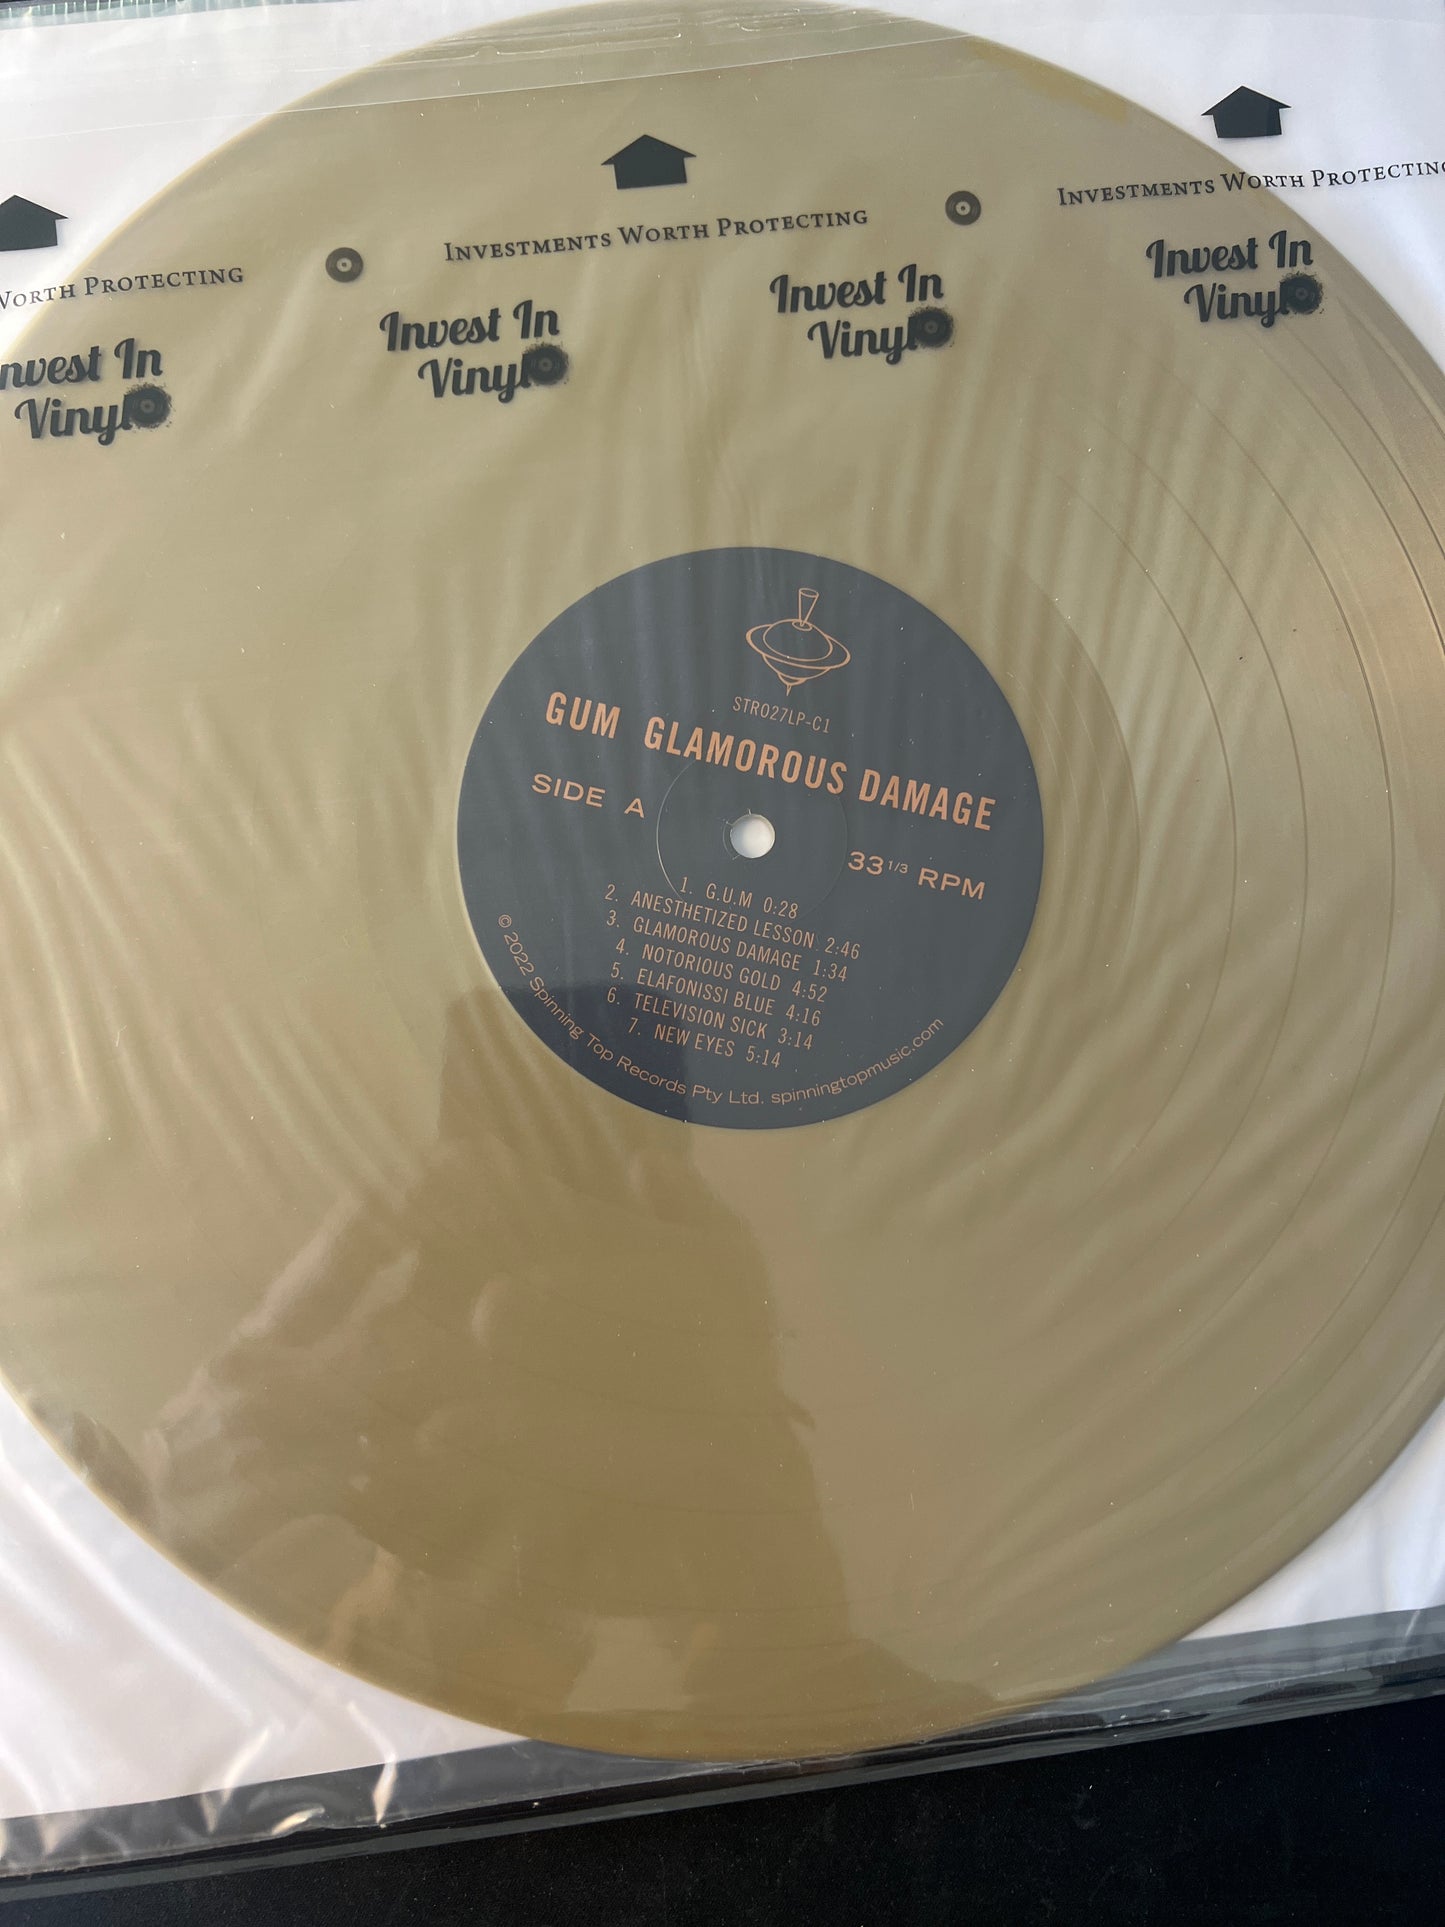 INVESTMENTS WORTH PROTECTING
INVESTMENTS WORTH PROTECTING
WORTH PROTECTING
Invest In
Vinyl
Invest In
Vinyl
Invest In
Vinyl
nvest In
Vinyl
STR027LP-C1
GUM GLAMOROUS DAMAGE
SIDE A
33 1/3 RPM
1. G.U.M 0:28
2. ANESTHETIZED LESSON 2:46
3. GLAMOROUS DAMAGE 1:34
4. NOTORIOUS GOLD 4:52
5. ELAFONISSI BLUE 4:16
6. TELEVISION SICK 3:14
7. NEW EYES 5:14
© 2022 Spinning Top Records Pty Ltd. spinningtopmusic.com